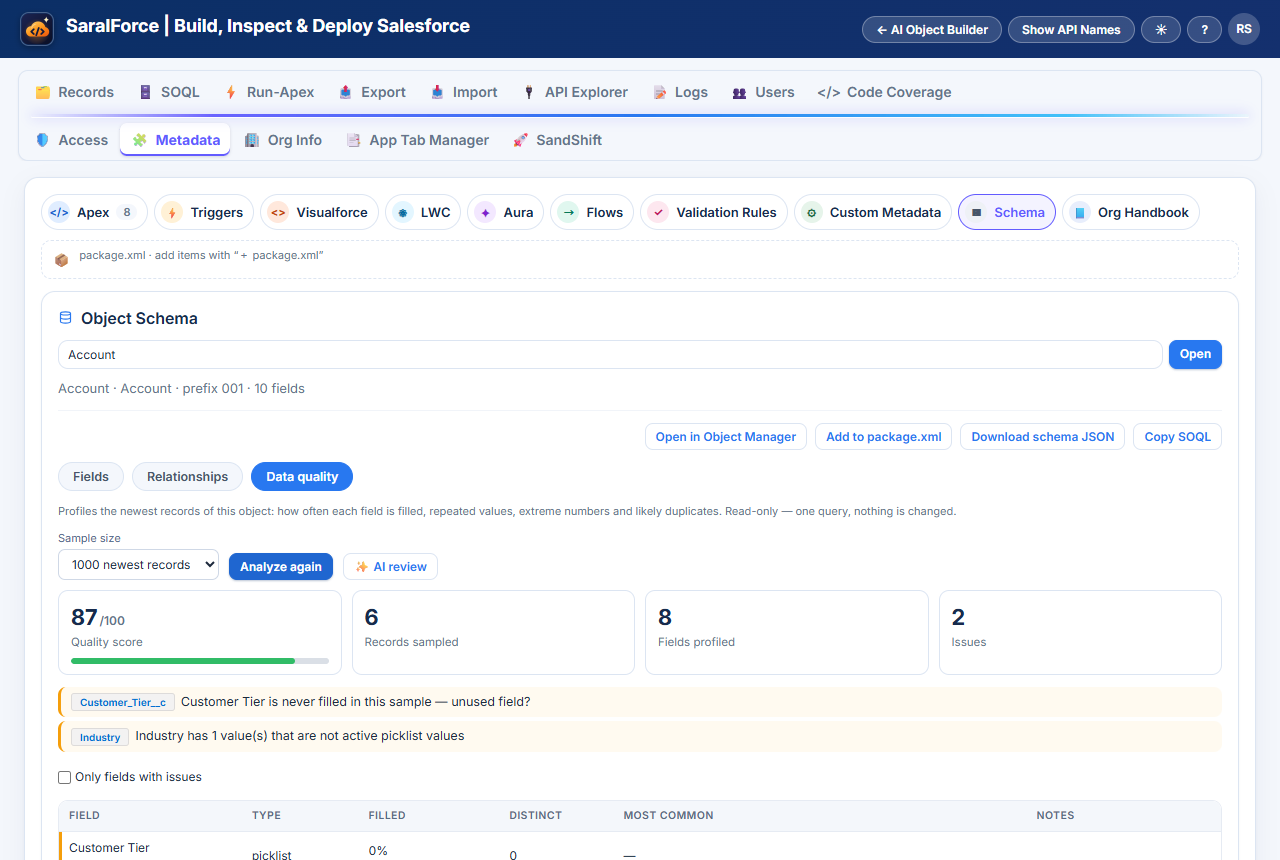 SaralForce | Build, Inspect & Deploy Salesforce
← AI Object Builder
Show API Names
?
RS
Records
SOQL
Run-Apex
Export
Import
API Explorer
Logs
Users
</> Code Coverage
Access
Metadata
Org Info
App Tab Manager
SandShift
</> Apex 8
Triggers
<> Visualforce
LWC
Aura
→ Flows
Validation Rules
Custom Metadata
Schema
Org Handbook
package.xml · add items with “+ package.xml”
Object Schema
Account
Open
Account · Account · prefix 001 · 10 fields
Open in Object Manager
Add to package.xml
Download schema JSON
Copy SOQL
Fields
Relationships
Data quality
Profiles the newest records of this object: how often each field is filled, repeated values, extreme numbers and likely duplicates. Read-only — one query, nothing is changed.
Sample size
1000 newest records
Analyze again
AI review
87/100
Quality score
6
Records sampled
8
Fields profiled
2
Issues
Customer_Tier__c Customer Tier is never filled in this sample — unused field?
Industry Industry has 1 value(s) that are not active picklist values
Only fields with issues
FIELD TYPE FILLED DISTINCT MOST COMMON NOTES
Customer Tier
picklist 0% 0 —